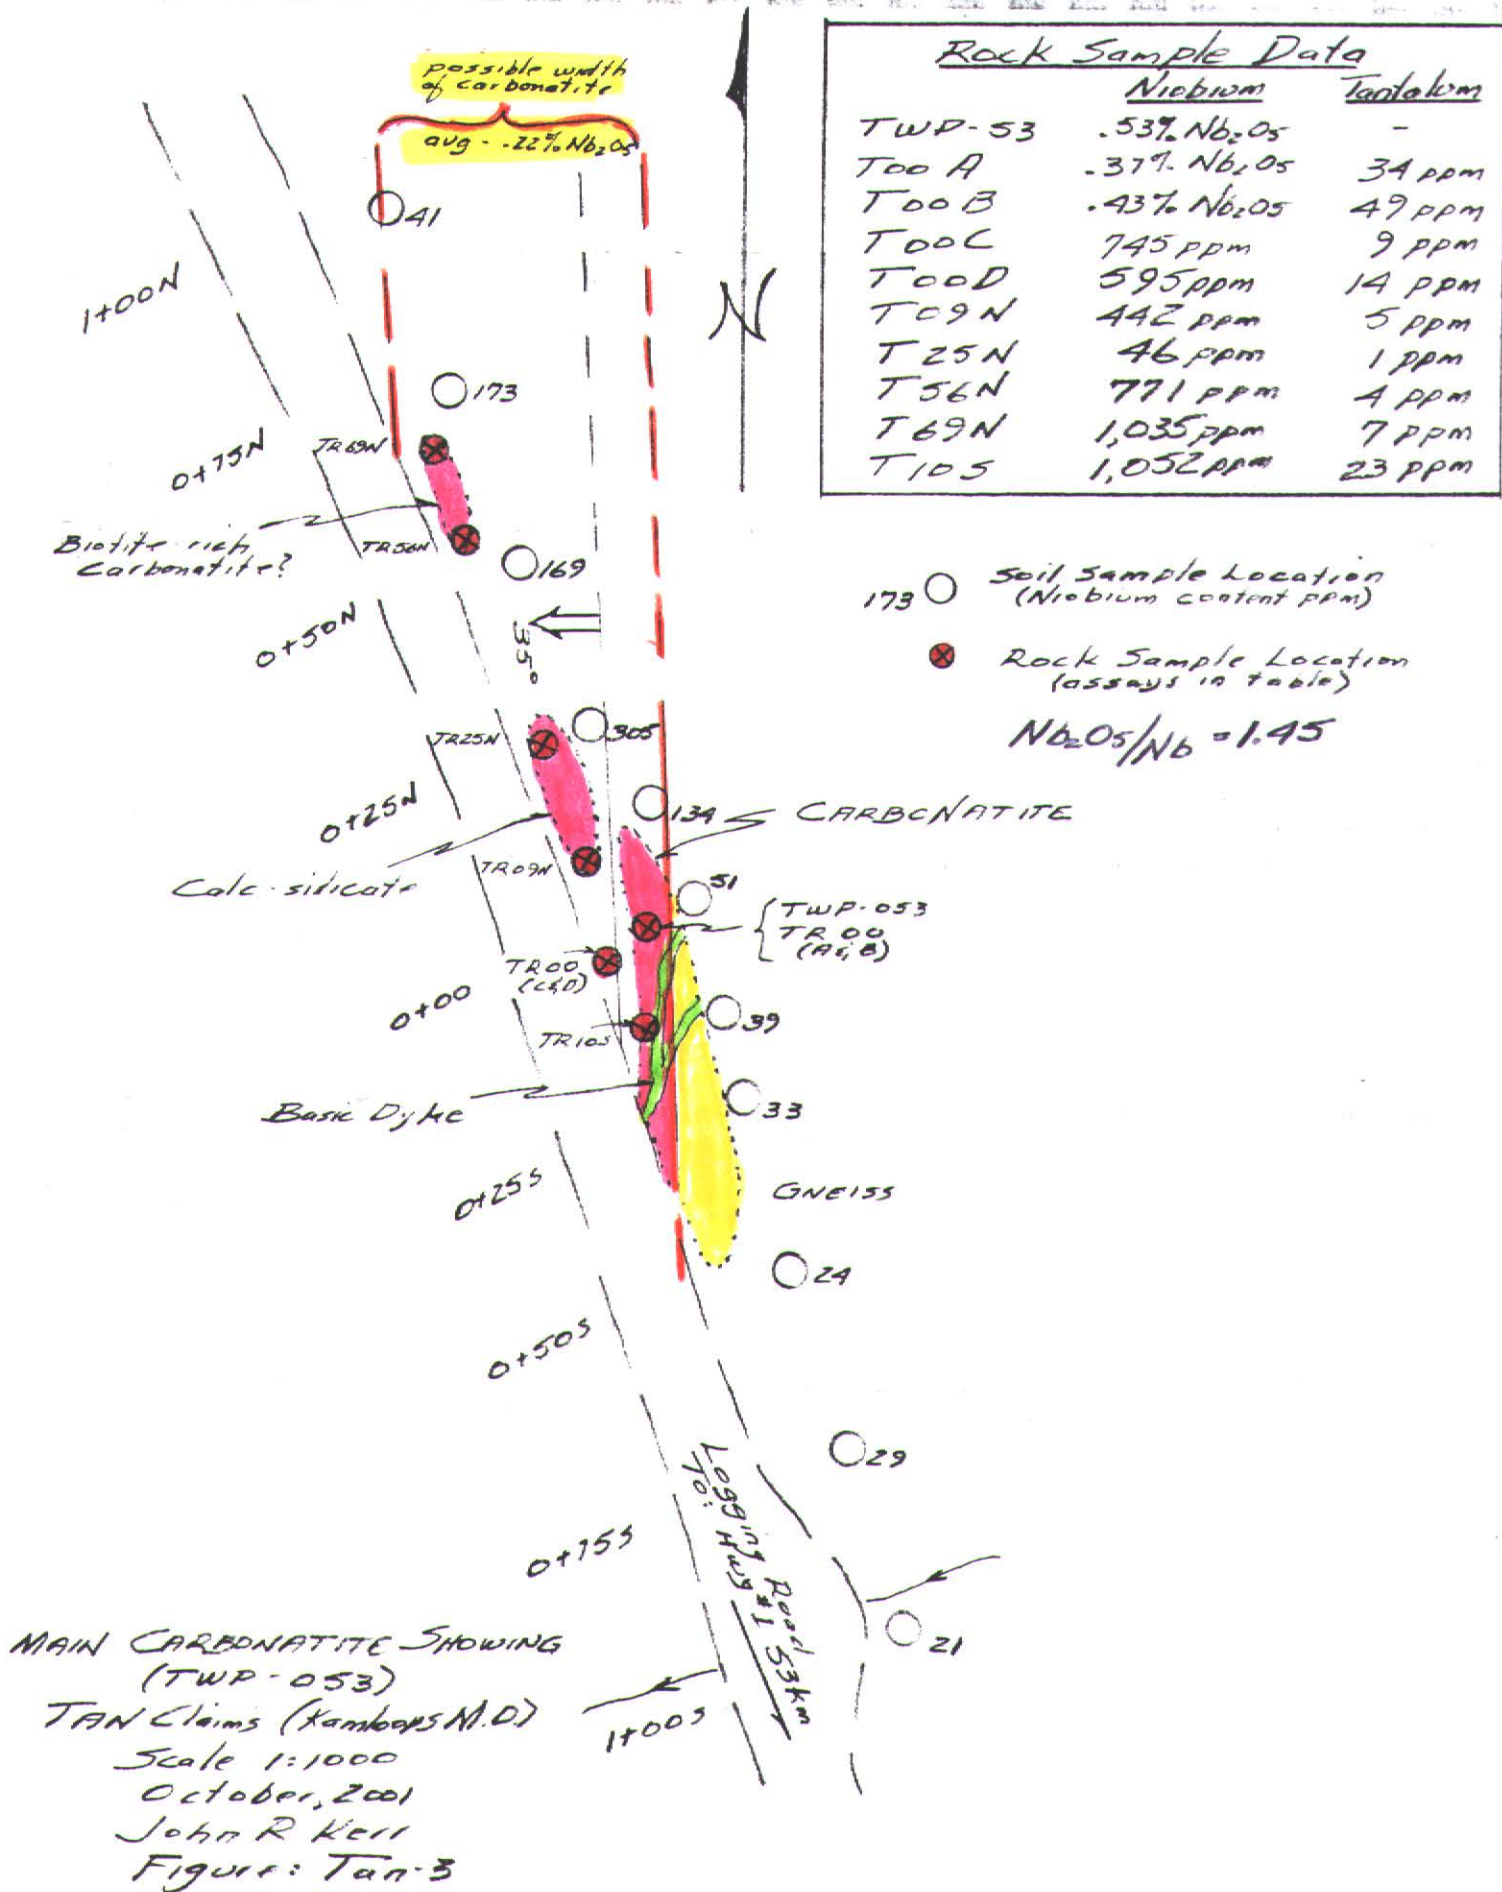 possible width
of carbonatite
avg - .22% Nb2O5
Rock Sample Data
Niobium Tantalum
TWP-53 .53% Nb2O5 -
T00 A .37% Nb2O5 34 ppm
T00 B .43% Nb2O5 49 ppm
T00C 745 ppm 9 ppm
T00D 595 ppm 14 ppm
T09N 442 ppm 5 ppm
T25N 46 ppm 1 ppm
T56N 771 ppm 4 ppm
T69N 1,035 ppm 7 ppm
T10S 1,052 ppm 23 ppm
41
1+00N
N
173
TR69N
0+75N
Biotite-rich
Carbonatite?
TR56N
169
173 Soil Sample Location
(Niobium content ppm)
35°
0+50N
Rock Sample Location
(assays in table)
Nb2O5/Nb = 1.45
TR25N
305
0+25N
134
CARBONATITE
Calc-silicate
TR09N
51
TWP-053
TR00
(A&B)
TR00
(C&D)
0+00
39
TR10S
Basic Dyke
33
0+25S
GNEISS
24
0+50S
29
Logging Road
To: Hwy #1 53km
0+75S
21
1+00S
MAIN CARBONATITE SHOWING
(TWP-053)
TAN Claims (Kamloops M.D.)
Scale 1:1000
October, 2001
John R Kerr
Figure: Tan-3